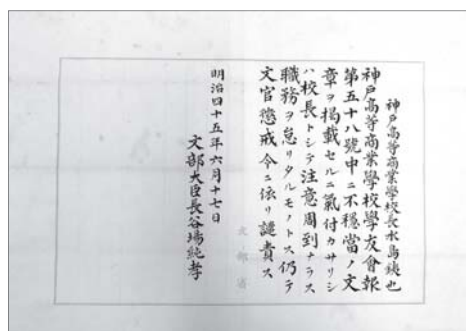 神戸高等商業學校長水島銕也
神戸高等商業學校學友會報
第五十八號中ニ不穏當ノ文
章ヲ掲載セルニ氣付カサリシ
ハ校長トシテ注意周到ナラス
職務ヲ怠リタルモノトス仍テ
文官懲戒令ニ依リ譴責ス
明治四十五年六月十七日
文部大臣長谷場純孝
文部省